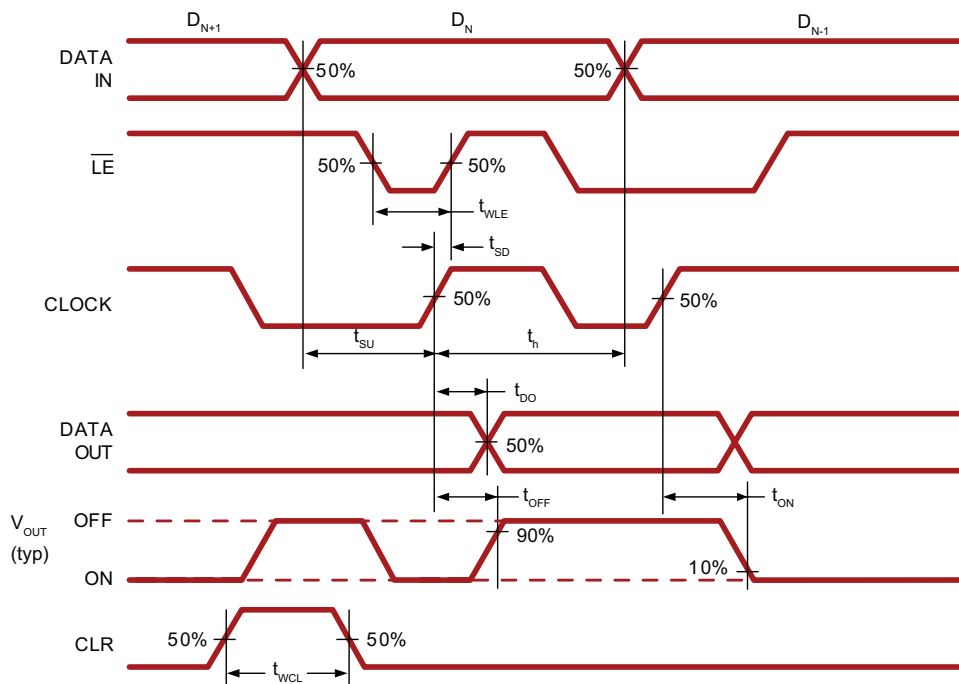 D_N+1 D_N D_N-1
DATA IN 50% 50%
LE 50% 50%
t_WLE
t_SD
CLOCK 50% 50%
t_SU t_h
t_DO
DATA OUT 50%
t_OFF t_ON
V_OUT (typ) OFF 90%
ON 10%
CLR 50% 50%
t_WCL